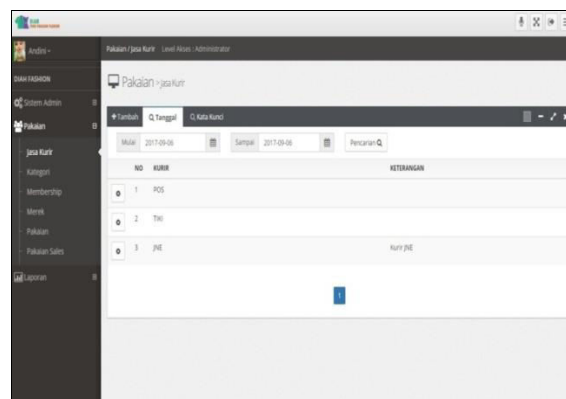 Andini
Pakaian / Jasa Kurir Level Akses : Administrator
DIAH FASHION
Pakaian > Jasa Kurir
Sistem Admin
Pakaian
Tambah Tanggal Kata Kunci
Jasa Kurir
Mulai 2017-09-06 Sampai 2017-09-06 Pencarian
Kategori
NO KURIR KETERANGAN
Membership
1 POS
Merek
2 TIKI
Pakaian
Pakaian Sales
3 JNE Kurir JNE
Laporan
1